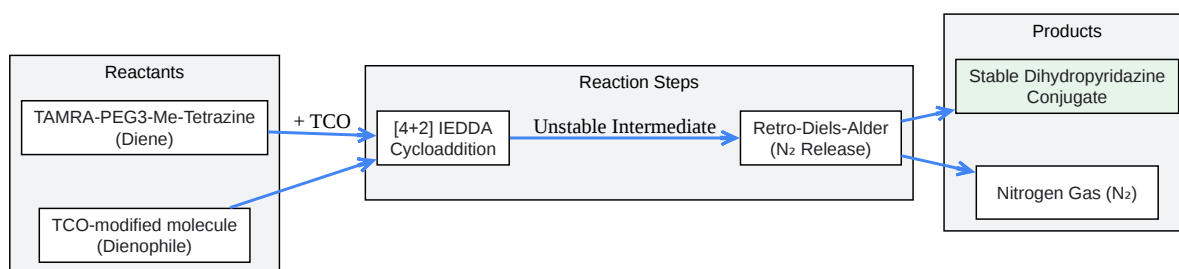 Reactants
TAMRA-PEG3-Me-Tetrazine
(Diene)
TCO-modified molecule
(Dienophile)
+ TCO
Reaction Steps
[4+2] IEDDA
Cycloaddition
Unstable Intermediate
Retro-Diels-Alder
(N₂ Release)
Products
Stable Dihydropyridazine
Conjugate
Nitrogen Gas (N₂)